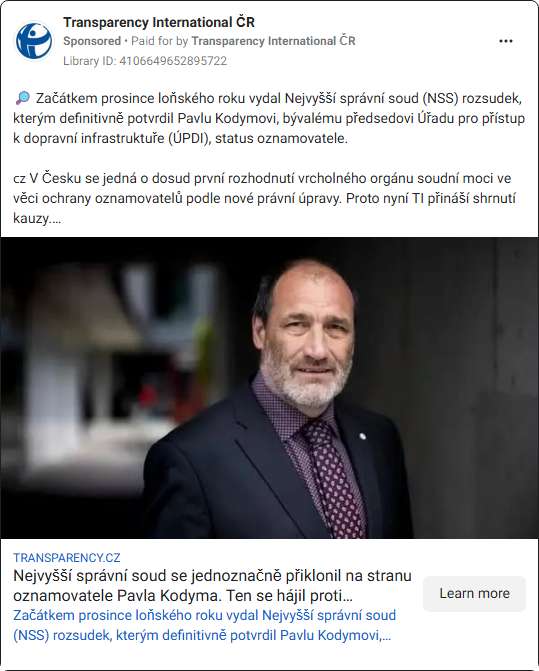 Transparency International ČR
Sponsored • Paid for by Transparency International ČR
Library ID: 4106649652895722
🔎 Začátkem prosince loňského roku vydal Nejvyšší správní soud (NSS) rozsudek,
kterým definitivně potvrdil Pavlu Kodymovi, bývalému předsedovi Úřadu pro přístup
k dopravní infrastruktuře (ÚPDI), status oznamovatele.
cz V Česku se jedná o dosud první rozhodnutí vrcholného orgánu soudní moci ve
věci ochrany oznamovatelů podle nové právní úpravy. Proto nyní TI přináší shrnutí
kauzy....
TRANSPARENCY.CZ
Nejvyšší správní soud se jednoznačně přiklonil na stranu
oznamovatele Pavla Kodyma. Ten se hájil proti...
Learn more
Začátkem prosince loňského roku vydal Nejvyšší správní soud
(NSS) rozsudek, kterým definitivně potvrdil Pavlu Kodymovi,...